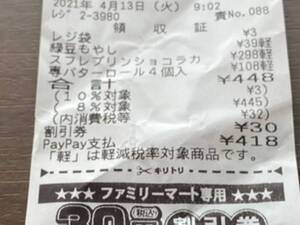 2021年 4月13日(火) 9:02
レジ 2-3980 責No.088
領収証
レジ袋 ¥3
緑豆もやし ¥39軽
スフレプリンショコラカ ¥298軽
専バターロール4個入 ¥108軽
合計 ¥448
(10%対象 ¥3)
(8%対象 ¥445)
(内消費税等 ¥32)
割引券 ¥30
PayPay支払 ¥418
「軽」は軽減税率対象商品です。
キリトリ
★★★ ファミリーマート専用 ★★★
30円 税込 割引券